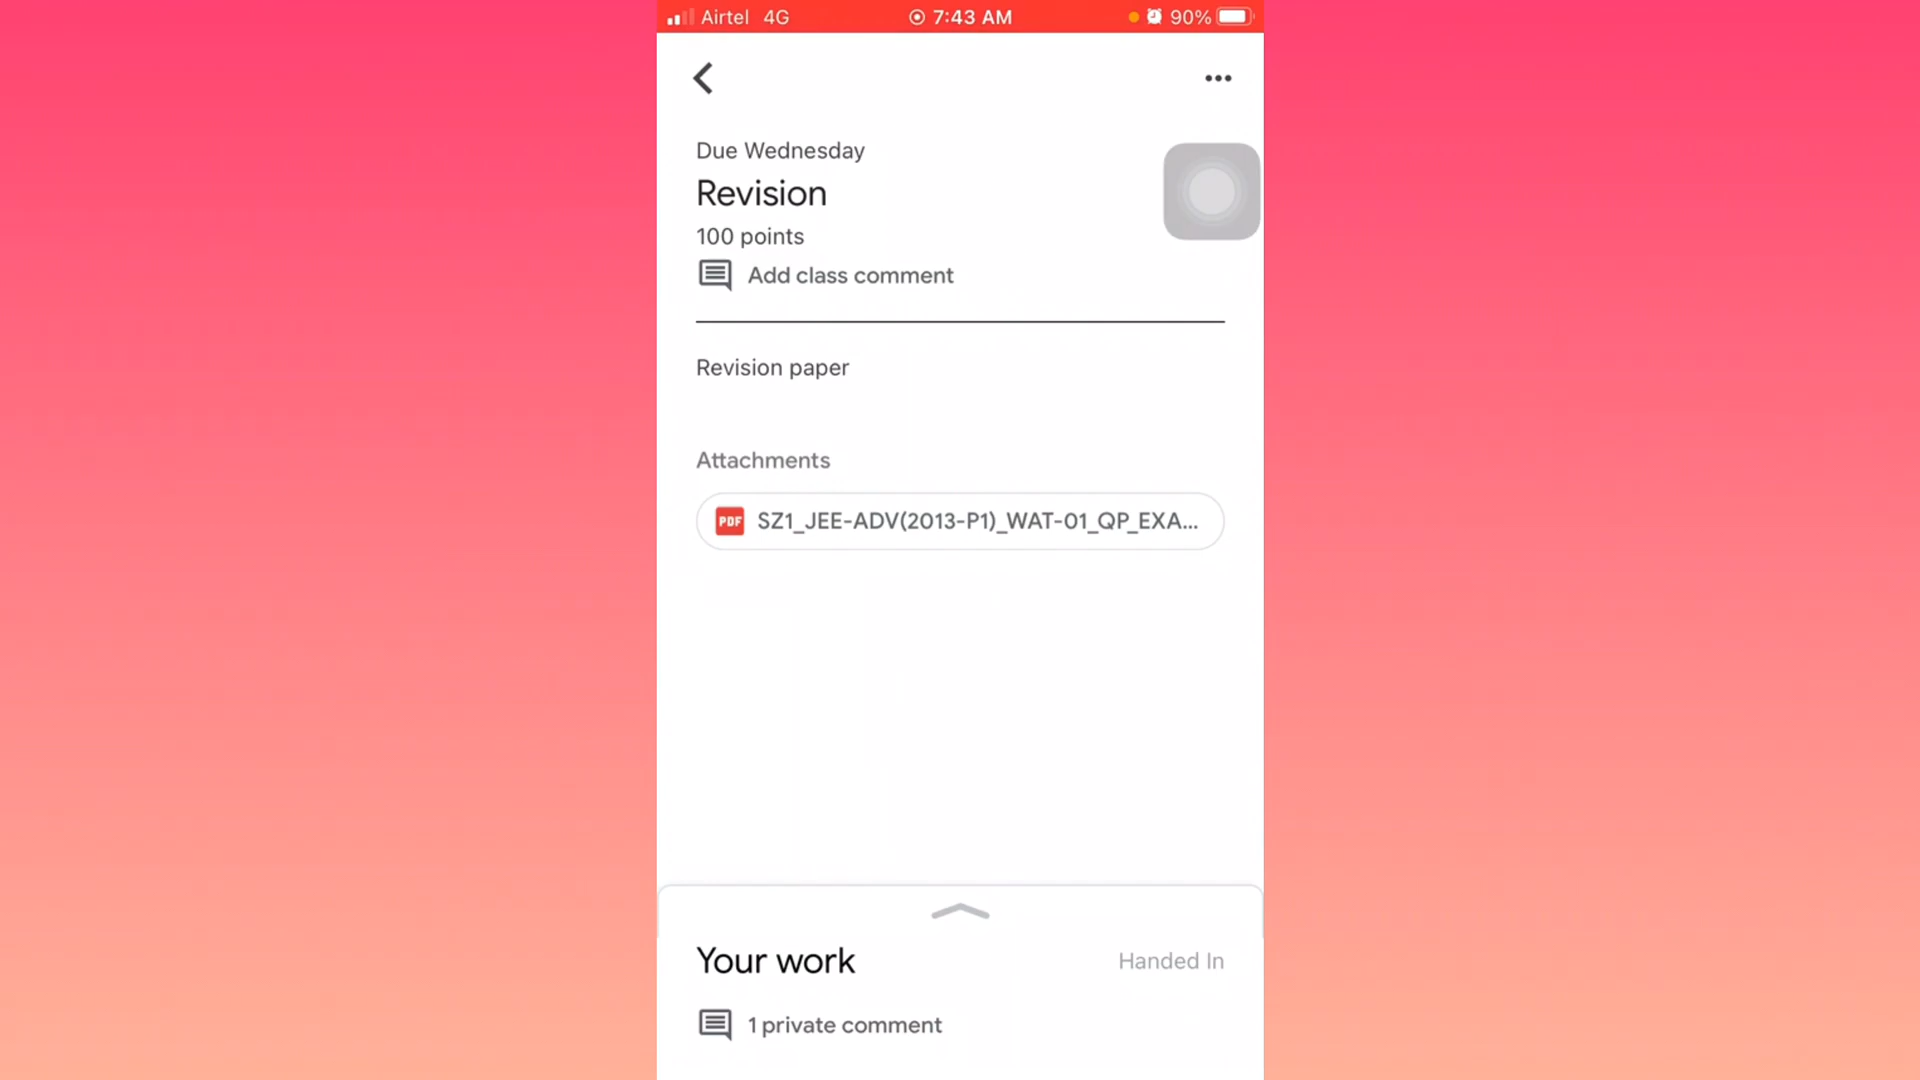 Airtel 4G 7:43 AM 90%
Due Wednesday
Revision
100 points
Add class comment
Revision paper
Attachments
PDF SZ1_JEE-ADV(2013-P1)_WAT-01_QP_EXA...
Your work Handed In
1 private comment